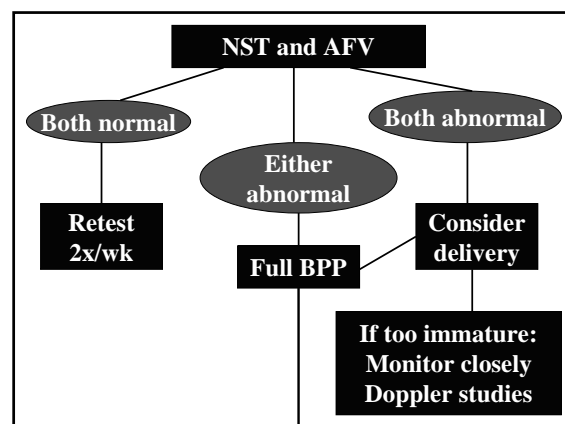 NST and AFV
Both normal
Both abnormal
Either
abnormal
Retest
2x/wk
Full BPP
Consider
delivery
If too immature:
Monitor closely
Doppler studies